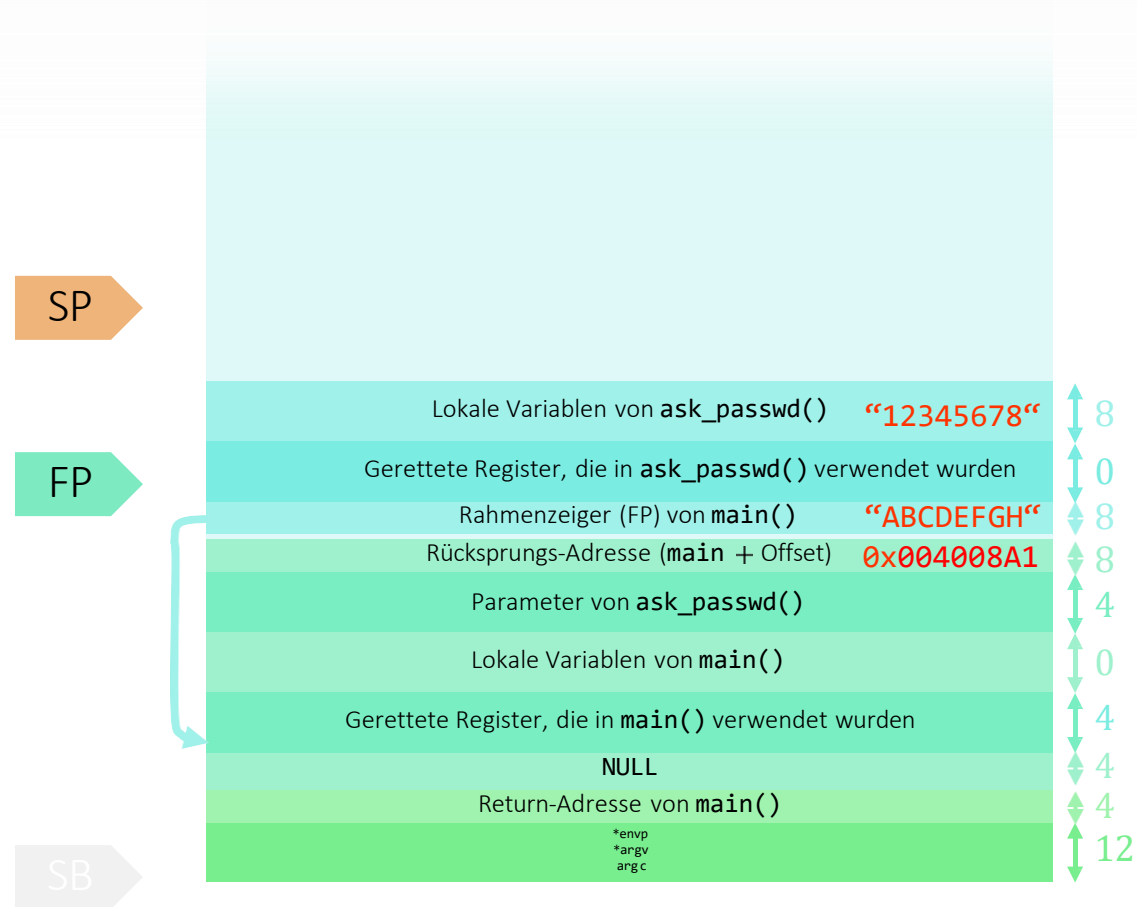 SP
Lokale Variablen von ask_passwd() “12345678“ 8
FP
Gerettete Register, die in ask_passwd() verwendet wurden 0
Rahmenzeiger (FP) von main() “ABCDEFGH“ 8
Rücksprungs-Adresse (main + Offset) 0x004008A1 8
Parameter von ask_passwd() 4
Lokale Variablen von main() 0
Gerettete Register, die in main() verwendet wurden 4
NULL 4
Return-Adresse von main() 4
*envp
*argv
argc
12
SB